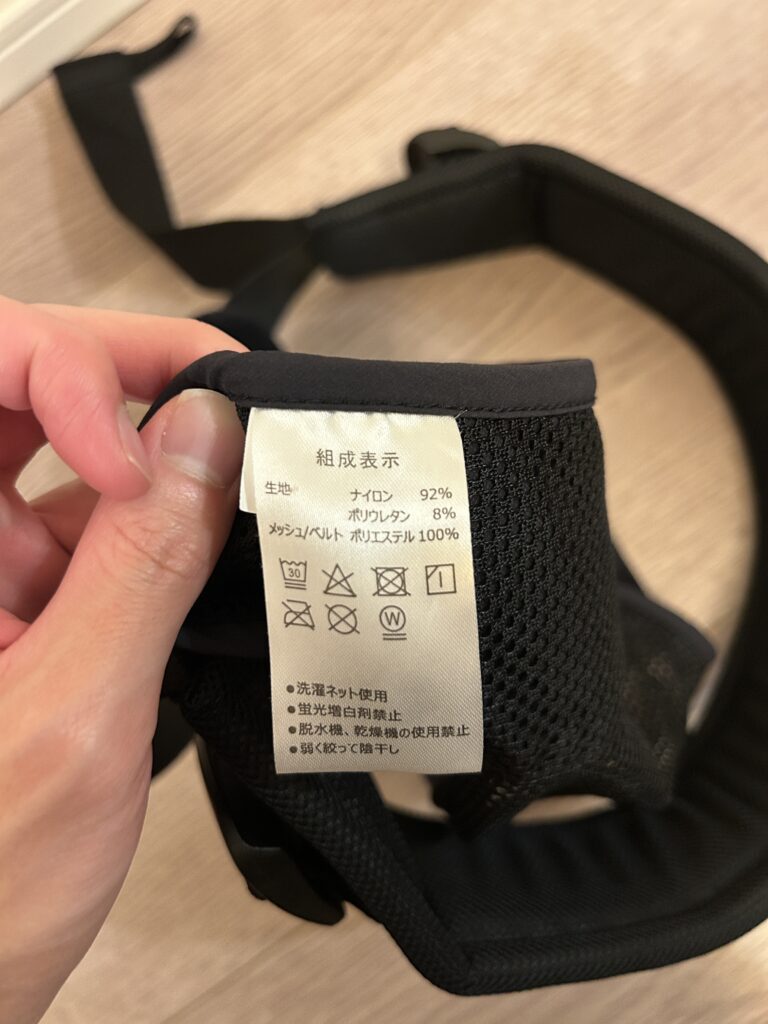 組成表示
生地 ナイロン 92%
ポリウレタン 8%
メッシュ/ベルト ポリエステル 100%
30
W
●洗濯ネット使用
●蛍光増白剤禁止
●脱水機、乾燥機の使用禁止
●弱く絞って陰干し